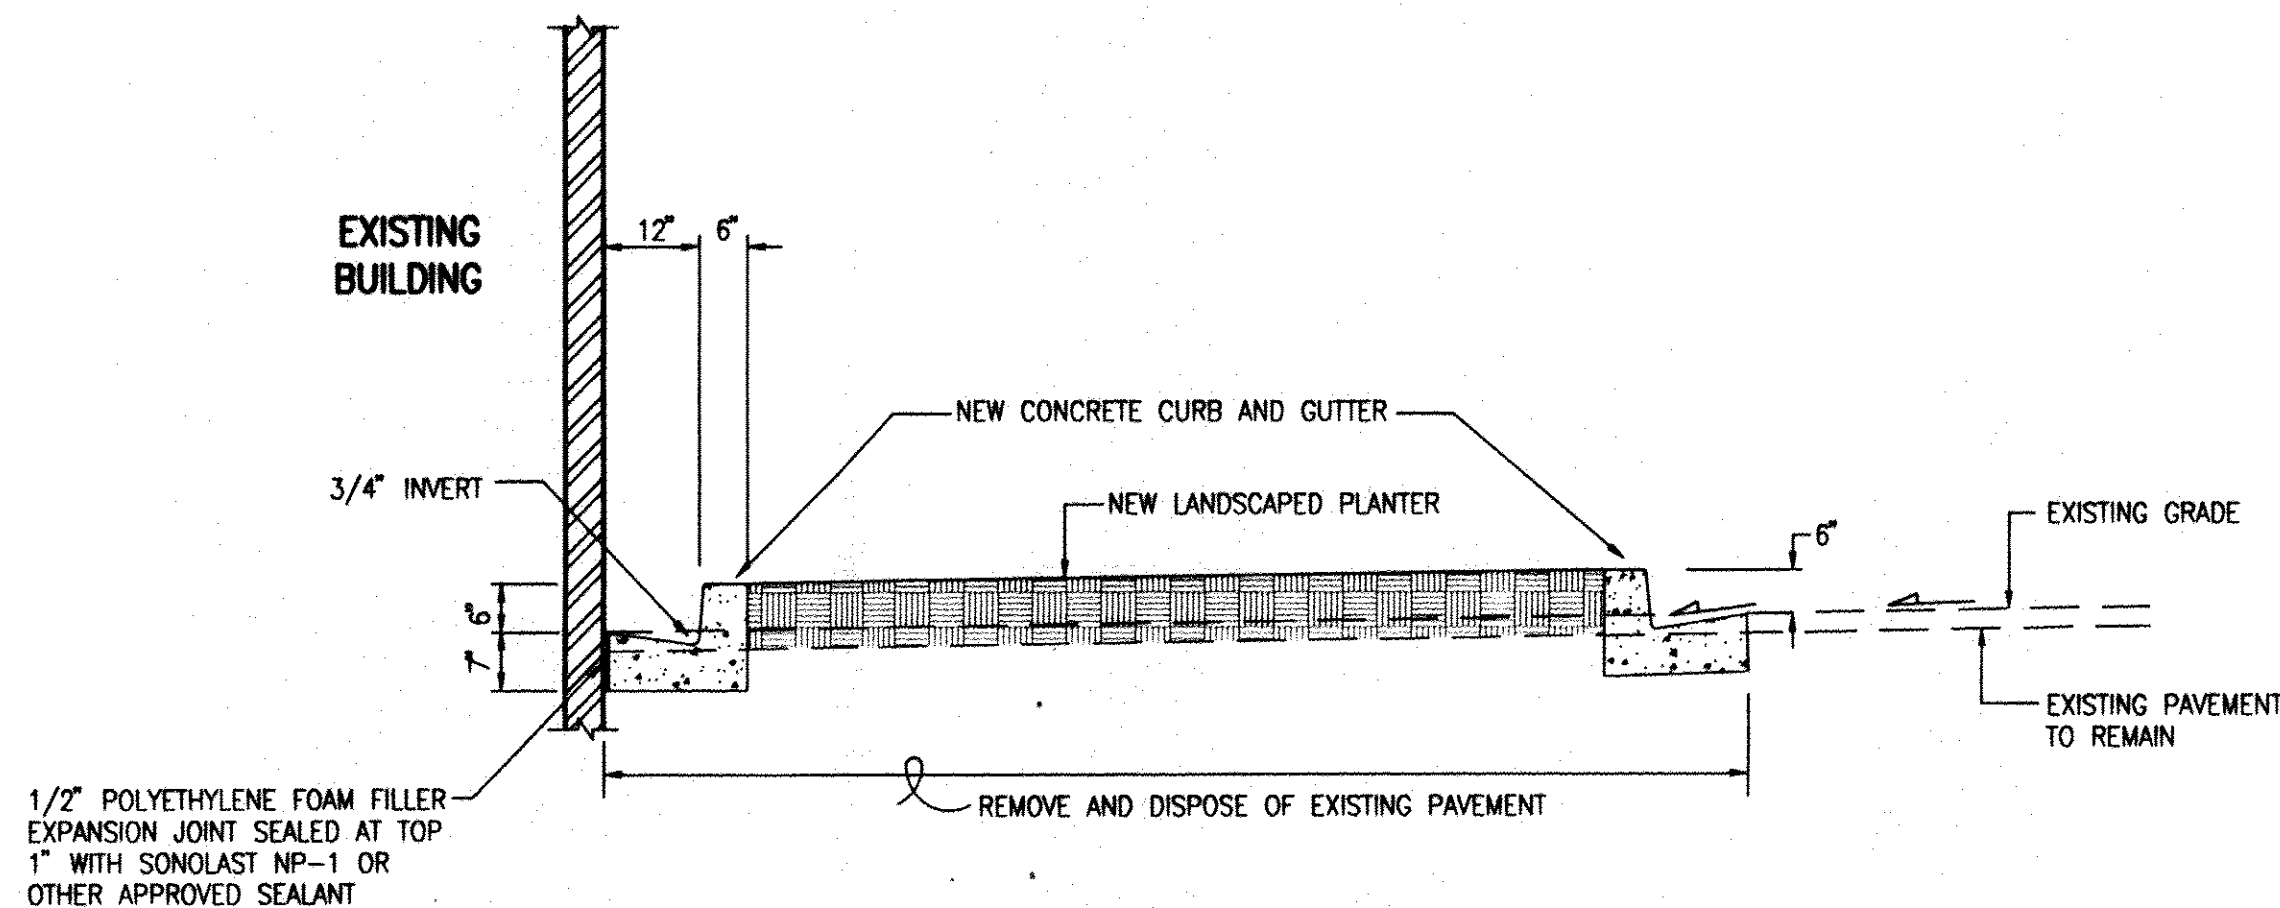 EXISTING
BUILDING
12"
6"
NEW CONCRETE CURB AND GUTTER
3/4" INVERT
NEW LANDSCAPED PLANTER
EXISTING GRADE
6"
6"
7"
EXISTING PAVEMENT
TO REMAIN
REMOVE AND DISPOSE OF EXISTING PAVEMENT
1/2" POLYETHYLENE FOAM FILLER
EXPANSION JOINT SEALED AT TOP
1" WITH SONOLAST NP-1 OR
OTHER APPROVED SEALANT